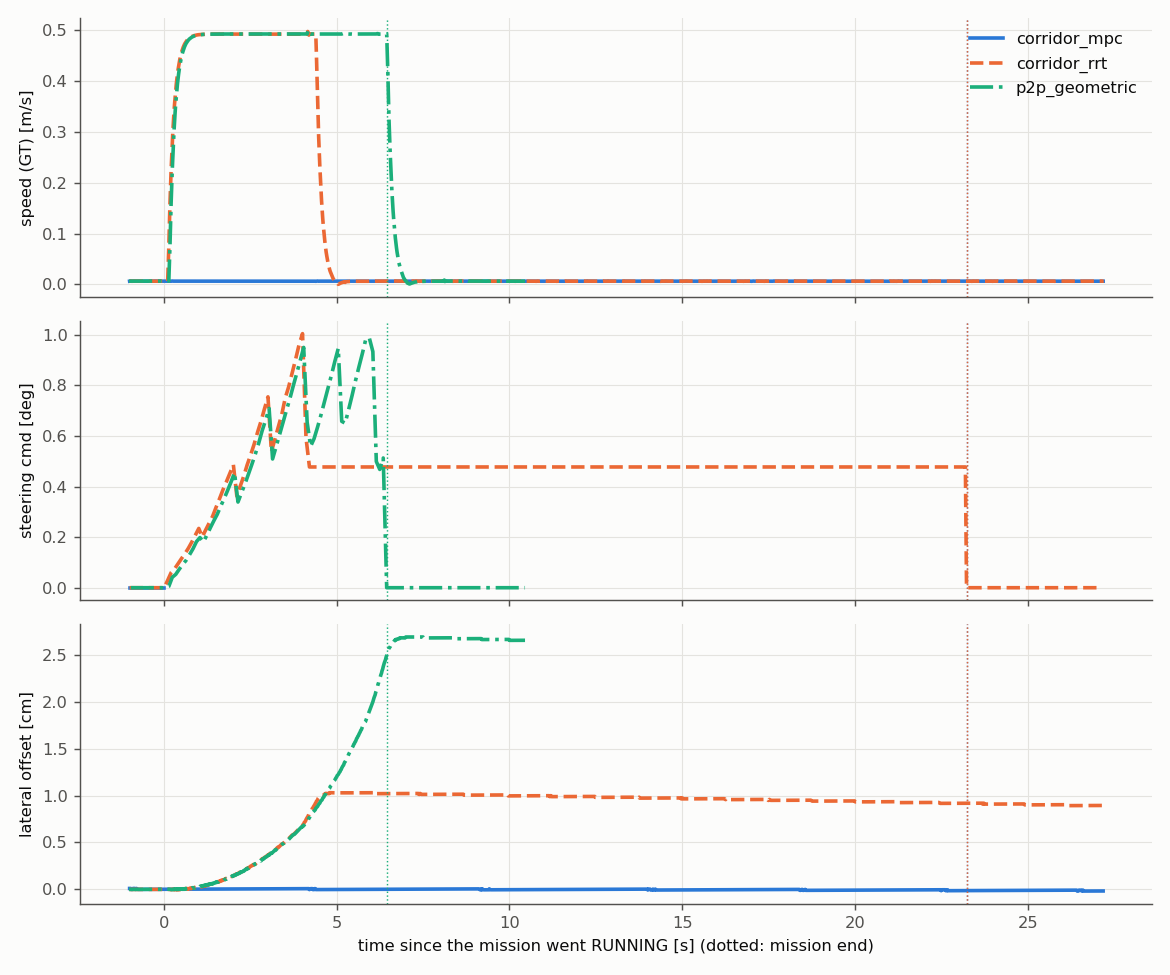 speed (GT) [m/s]
0.5
0.4
0.3
0.2
0.1
0.0
corridor_mpc
corridor_rrt
p2p_geometric
steering cmd [deg]
1.0
0.8
0.6
0.4
0.2
0.0
lateral offset [cm]
2.5
2.0
1.5
1.0
0.5
0.0
0 5 10 15 20 25
time since the mission went RUNNING [s] (dotted: mission end)